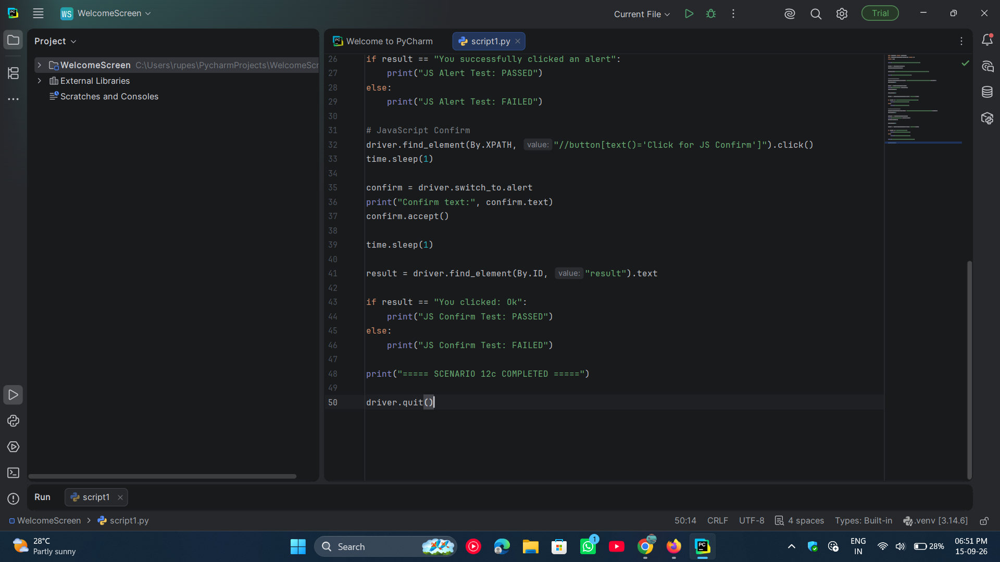 PC
WS WelcomeScreen
Current File
Trial
Project
WelcomeScreen C:\Users\rupes\PycharmProjects\WelcomeScr
External Libraries
Scratches and Consoles
PC Welcome to PyCharm
script1.py
26 if result == "You successfully clicked an alert":
27     print("JS Alert Test: PASSED")
28 else:
29     print("JS Alert Test: FAILED")
30
31 # JavaScript Confirm
32 driver.find_element(By.XPATH, value: "//button[text()='Click for JS Confirm']").click()
33 time.sleep(1)
34
35 confirm = driver.switch_to.alert
36 print("Confirm text:", confirm.text)
37 confirm.accept()
38
39 time.sleep(1)
40
41 result = driver.find_element(By.ID, value: "result").text
42
43 if result == "You clicked: Ok":
44     print("JS Confirm Test: PASSED")
45 else:
46     print("JS Confirm Test: FAILED")
47
48 print("===== SCENARIO 12c COMPLETED =====")
49
50 driver.quit()
Run
script1
WelcomeScreen > script1.py
50:14 CRLF UTF-8 4 spaces Types: Built-in .venv [3.14.6]
28°C
Partly sunny
Search
1
PC
ENG
IN
28%
06:51 PM
15-09-26